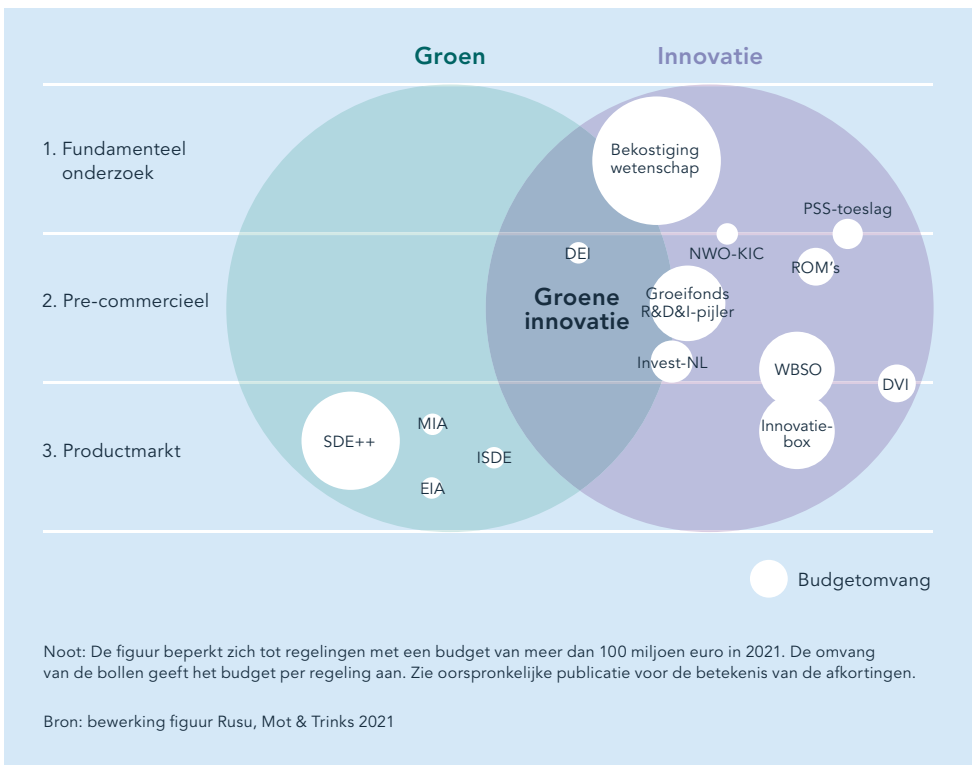 Groen
Innovatie
1. Fundamenteel
onderzoek
Bekostiging
wetenschap
PSS-toeslag
NWO-KIC
DEI
ROM’s
2. Pre-commercieel
Groene
innovatie
Groeifonds
R&D&I-pijler
Invest-NL
WBSO
DVI
3. Productmarkt
SDE++
MIA
ISDE
EIA
Innovatie-
box
Budgetomvang
Noot: De figuur beperkt zich tot regelingen met een budget van meer dan 100 miljoen euro in 2021. De omvang
van de bollen geeft het budget per regeling aan. Zie oorspronkelijke publicatie voor de betekenis van de afkortingen.
Bron: bewerking figuur Rusu, Mot & Trinks 2021